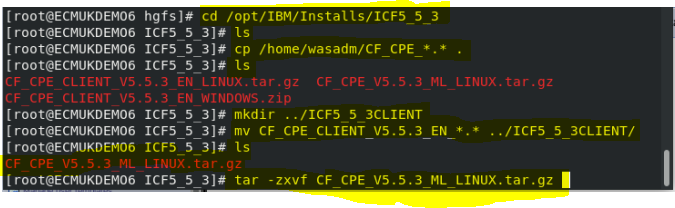 [root@ECMUKDEMO6 hgfs]# cd /opt/IBM/Installs/ICF5_5_3
[root@ECMUKDEMO6 ICF5_5_3]# ls
[root@ECMUKDEMO6 ICF5_5_3]# cp /home/wasadm/CF_CPE_*.* .
[root@ECMUKDEMO6 ICF5_5_3]# ls
CF_CPE_CLIENT_V5.5.3_EN_LINUX.tar.gz  CF_CPE_V5.5.3_ML_LINUX.tar.gz
CF_CPE_CLIENT_V5.5.3_EN_WINDOWS.zip
[root@ECMUKDEMO6 ICF5_5_3]# mkdir ../ICF5_5_3CLIENT
[root@ECMUKDEMO6 ICF5_5_3]# mv CF_CPE_CLIENT_V5.5.3_EN_*.* ../ICF5_5_3CLIENT/
[root@ECMUKDEMO6 ICF5_5_3]# ls
CF_CPE_V5.5.3_ML_LINUX.tar.gz
[root@ECMUKDEMO6 ICF5_5_3]# tar -zxvf CF_CPE_V5.5.3_ML_LINUX.tar.gz